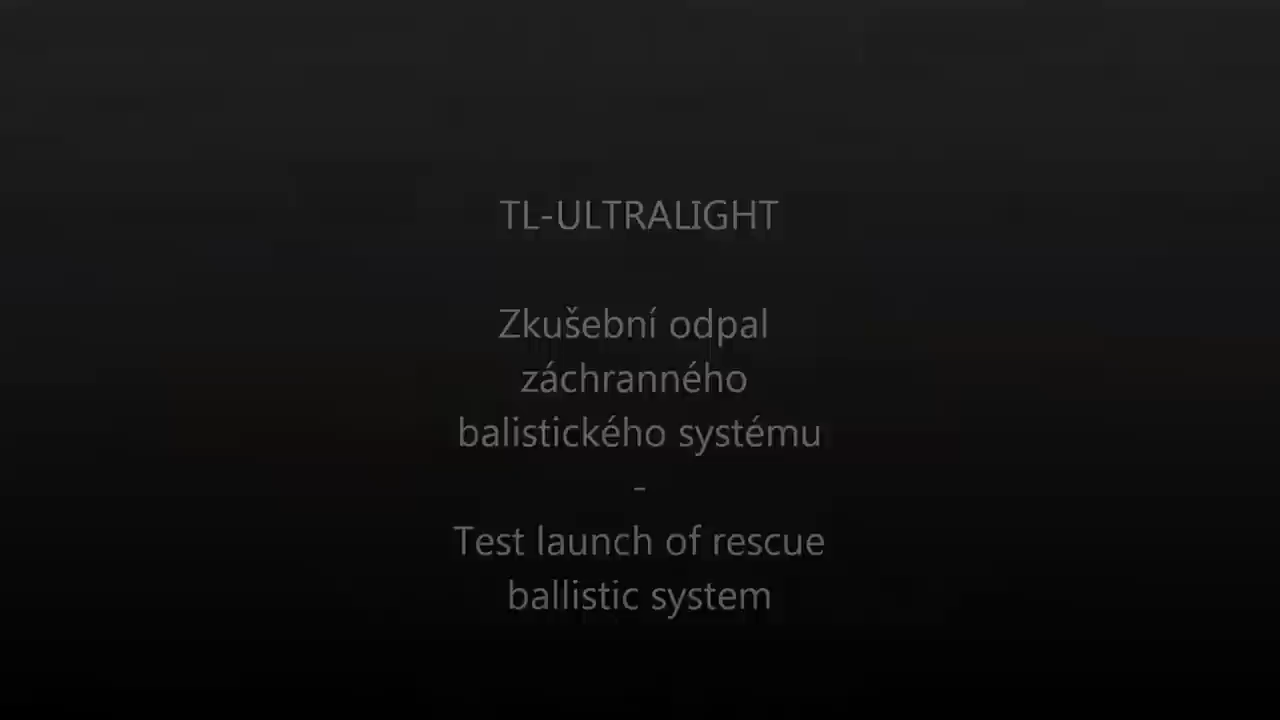 TL-ULTRALIGHT
Zkušební odpal
záchranného
balistického systému
-
Test launch of rescue
ballistic system